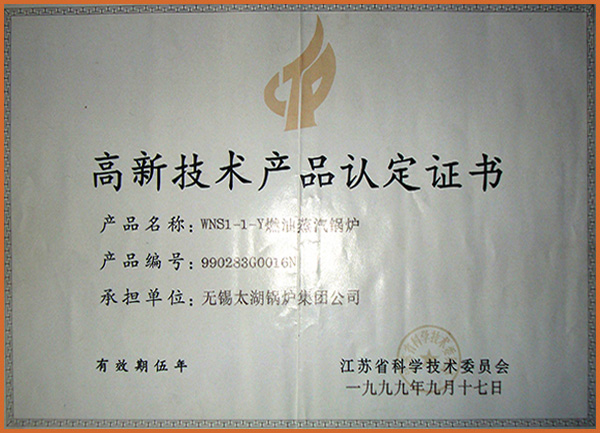 高新技术产品认定证书
产品名称：WNS1-1-Y燃油蒸汽锅炉
产品编号：990283G0016N
承担单位：无锡太湖锅炉集团公司
有效期伍年
江苏省科学技术委员会
一九九九年九月十七日